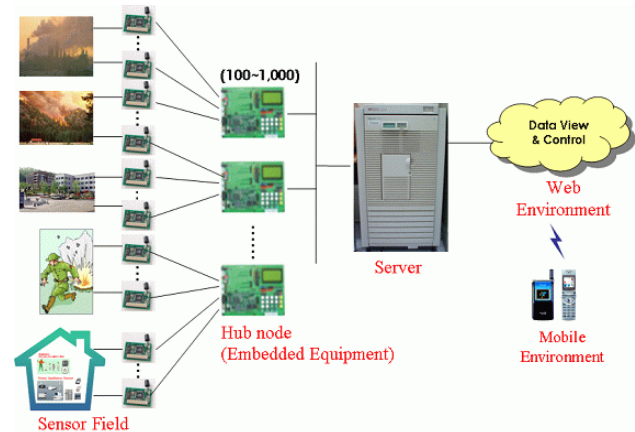 (100~1,000)
Data View
& Control
Web
Environment
Server
Hub node
(Embedded Equipment)
Mobile
Environment
Sensor Field